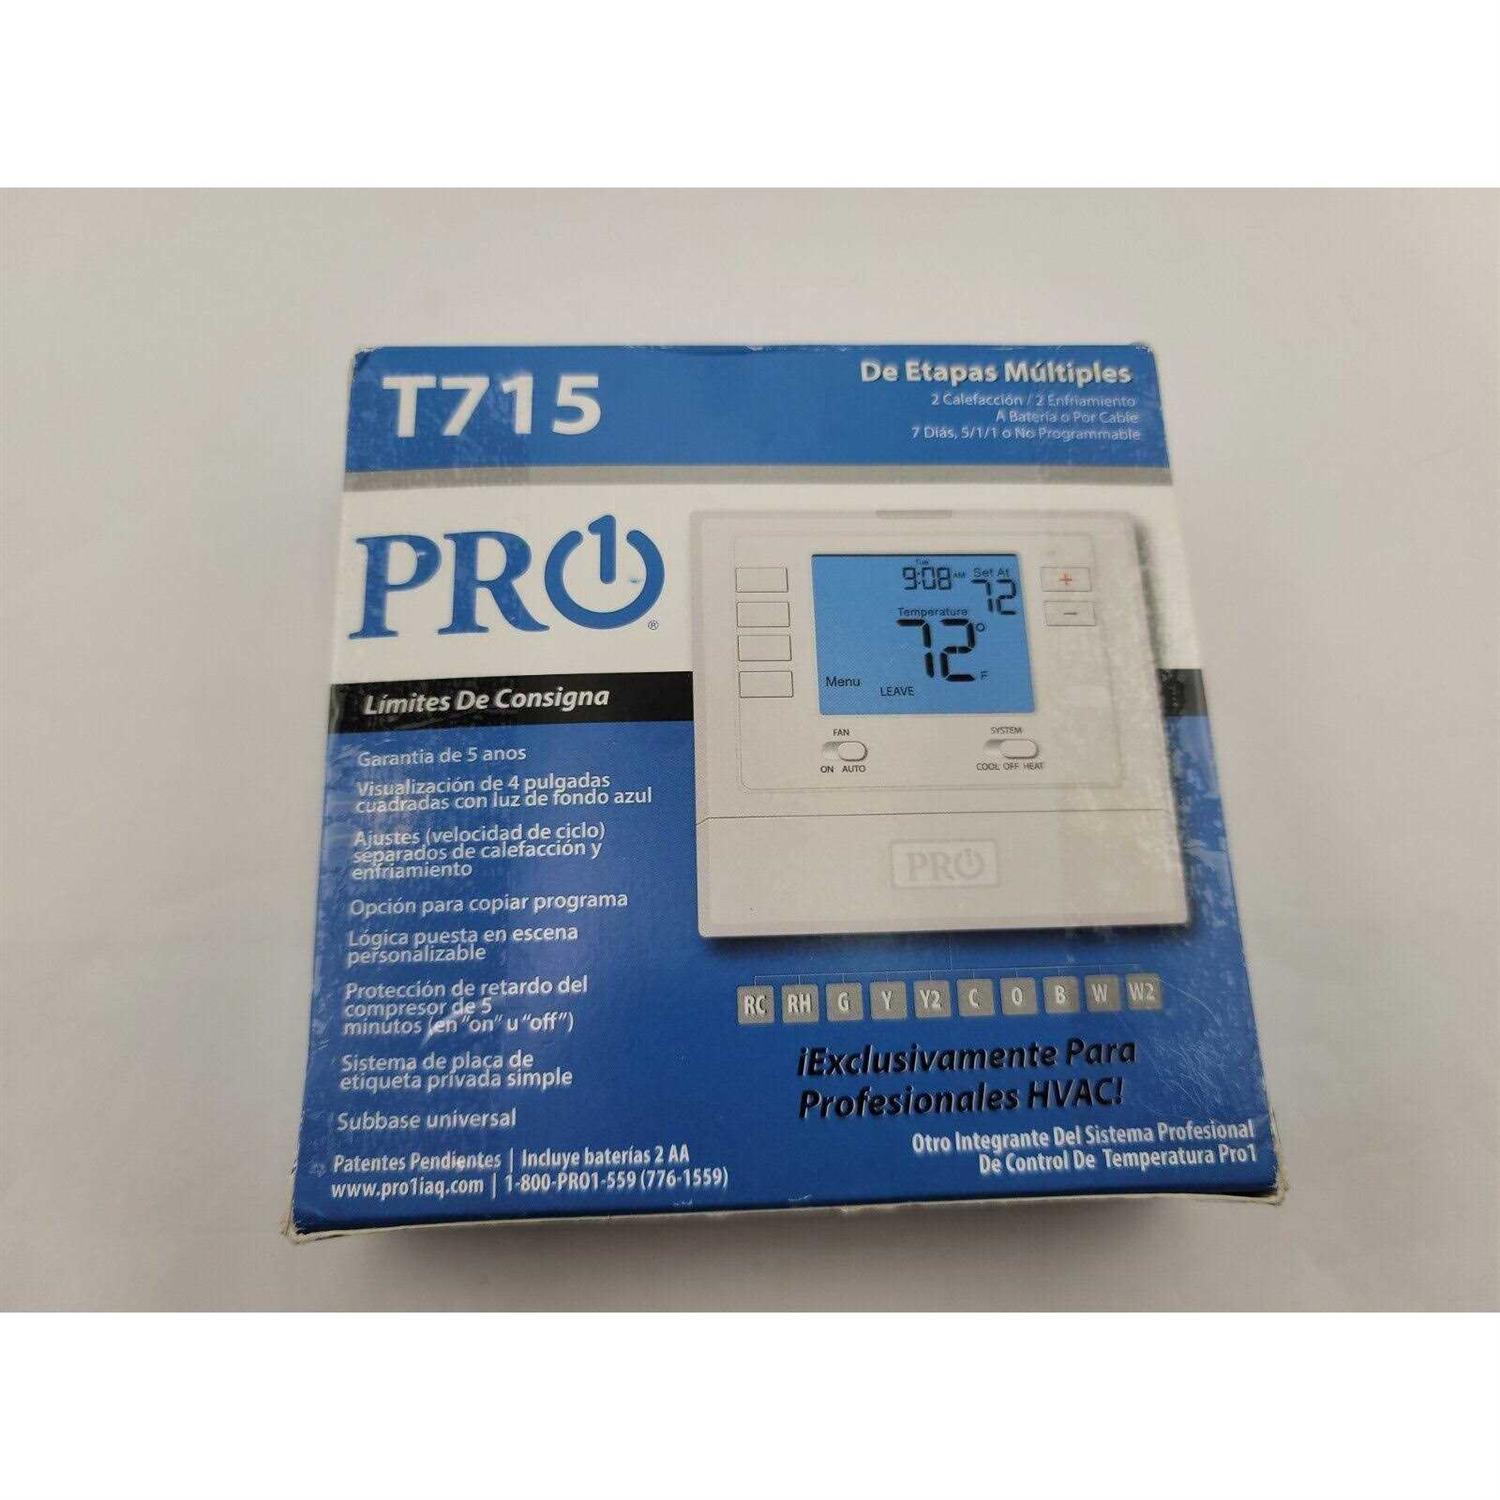 T715
De Etapas Múltiples
2 Calefacción / 2 Enfriamiento
A Batería o Por Cable
7 Diás, 5/1/1 o No Programmable
PRO1®
Límites De Consigna
Garantia de 5 anos
Visualización de 4 pulgadas
cuadradas con luz de fondo azul
Ajustes (velocidad de ciclo)
separados de calefacción y
enfriamiento
Opción para copiar programa
Lógica puesta en escena
personalizable
Protección de retardo del
compresor de 5
minutos (en "on" u "off")
Sistema de placa de
etiqueta privada simple
Subbase universal
Patentes Pendientes | Incluye baterías 2 AA
www.pro1iaq.com | 1-800-PRO1-559 (776-1559)
Tue
9:08 AM Set At
72
Temperature
72° F
Menu
LEAVE
+
-
FAN
ON AUTO
SYSTEM
COOL OFF HEAT
PRO1
RC RH G Y Y2 C O B W W2
¡Exclusivamente Para
Profesionales HVAC!
Otro Integrante Del Sistema Profesional
De Control De Temperatura Pro1